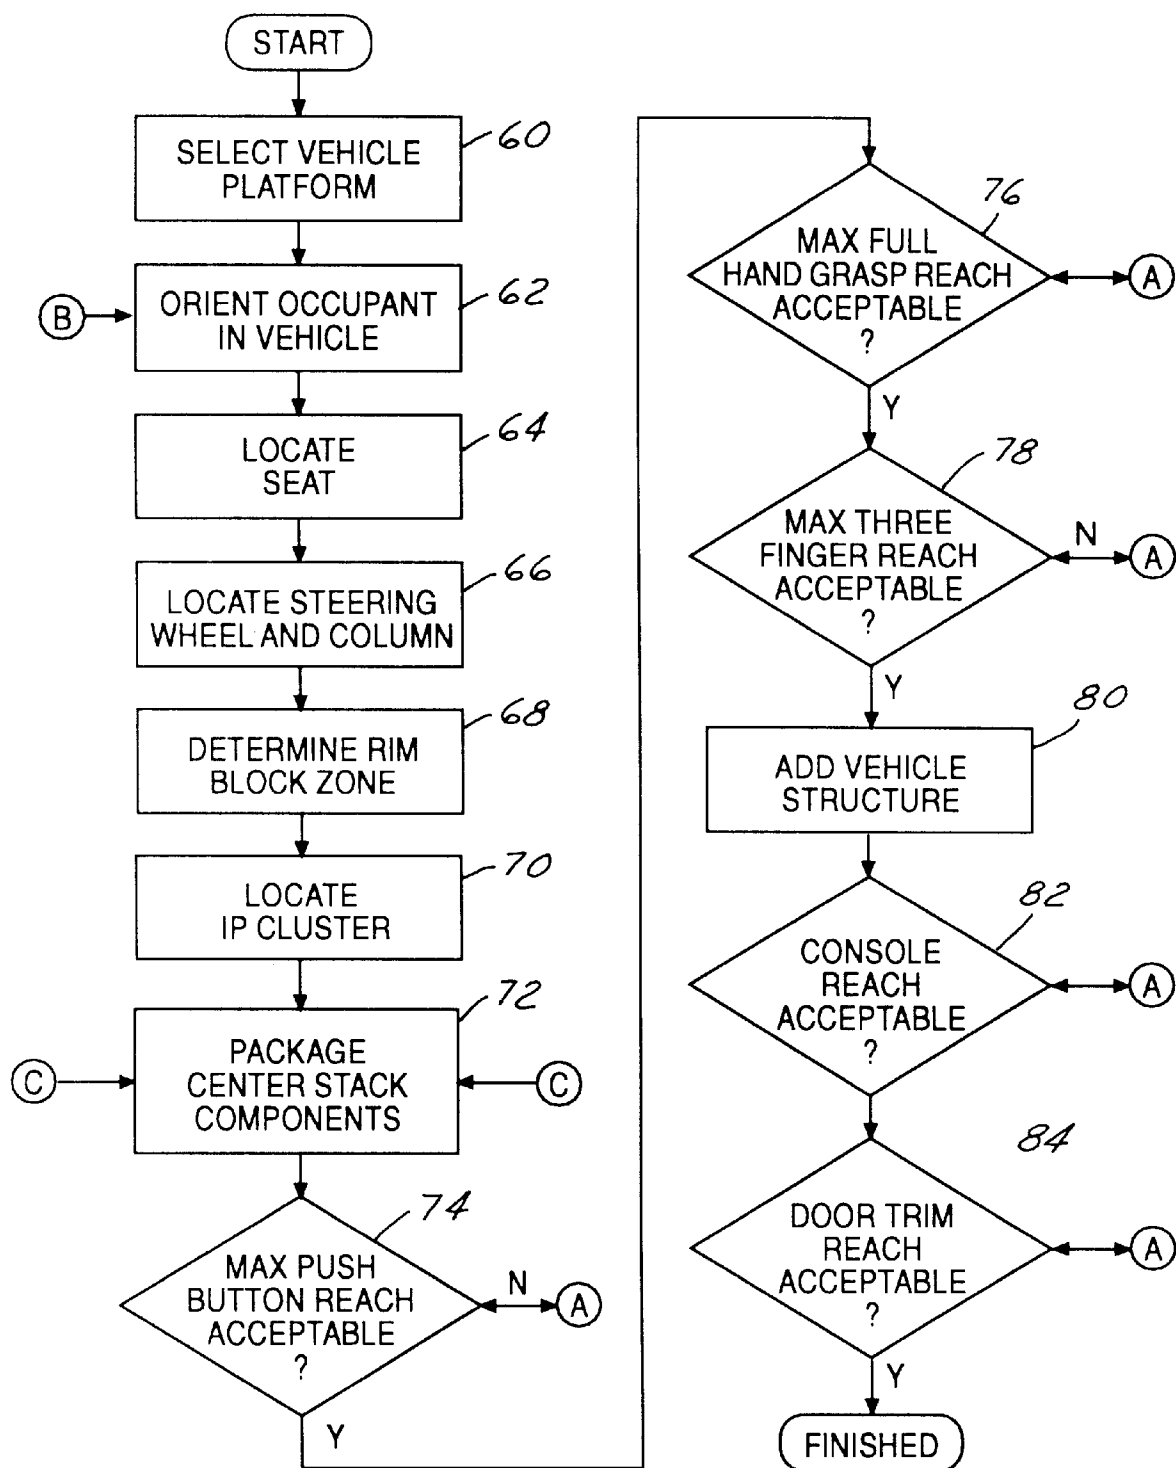 START
SELECT VEHICLE
PLATFORM
60
B
ORIENT OCCUPANT
IN VEHICLE
62
LOCATE
SEAT
64
LOCATE STEERING
WHEEL AND COLUMN
66
DETERMINE RIM
BLOCK ZONE
68
LOCATE
IP CLUSTER
70
C
PACKAGE
CENTER STACK
COMPONENTS
72
C
MAX PUSH
BUTTON REACH
ACCEPTABLE
?
74
N
A
Y
MAX FULL
HAND GRASP REACH
ACCEPTABLE
?
76
A
Y
MAX THREE
FINGER REACH
ACCEPTABLE
?
78
N
A
Y
ADD VEHICLE
STRUCTURE
80
CONSOLE
REACH
ACCEPTABLE
?
82
A
DOOR TRIM
REACH
ACCEPTABLE
?
84
A
Y
FINISHED